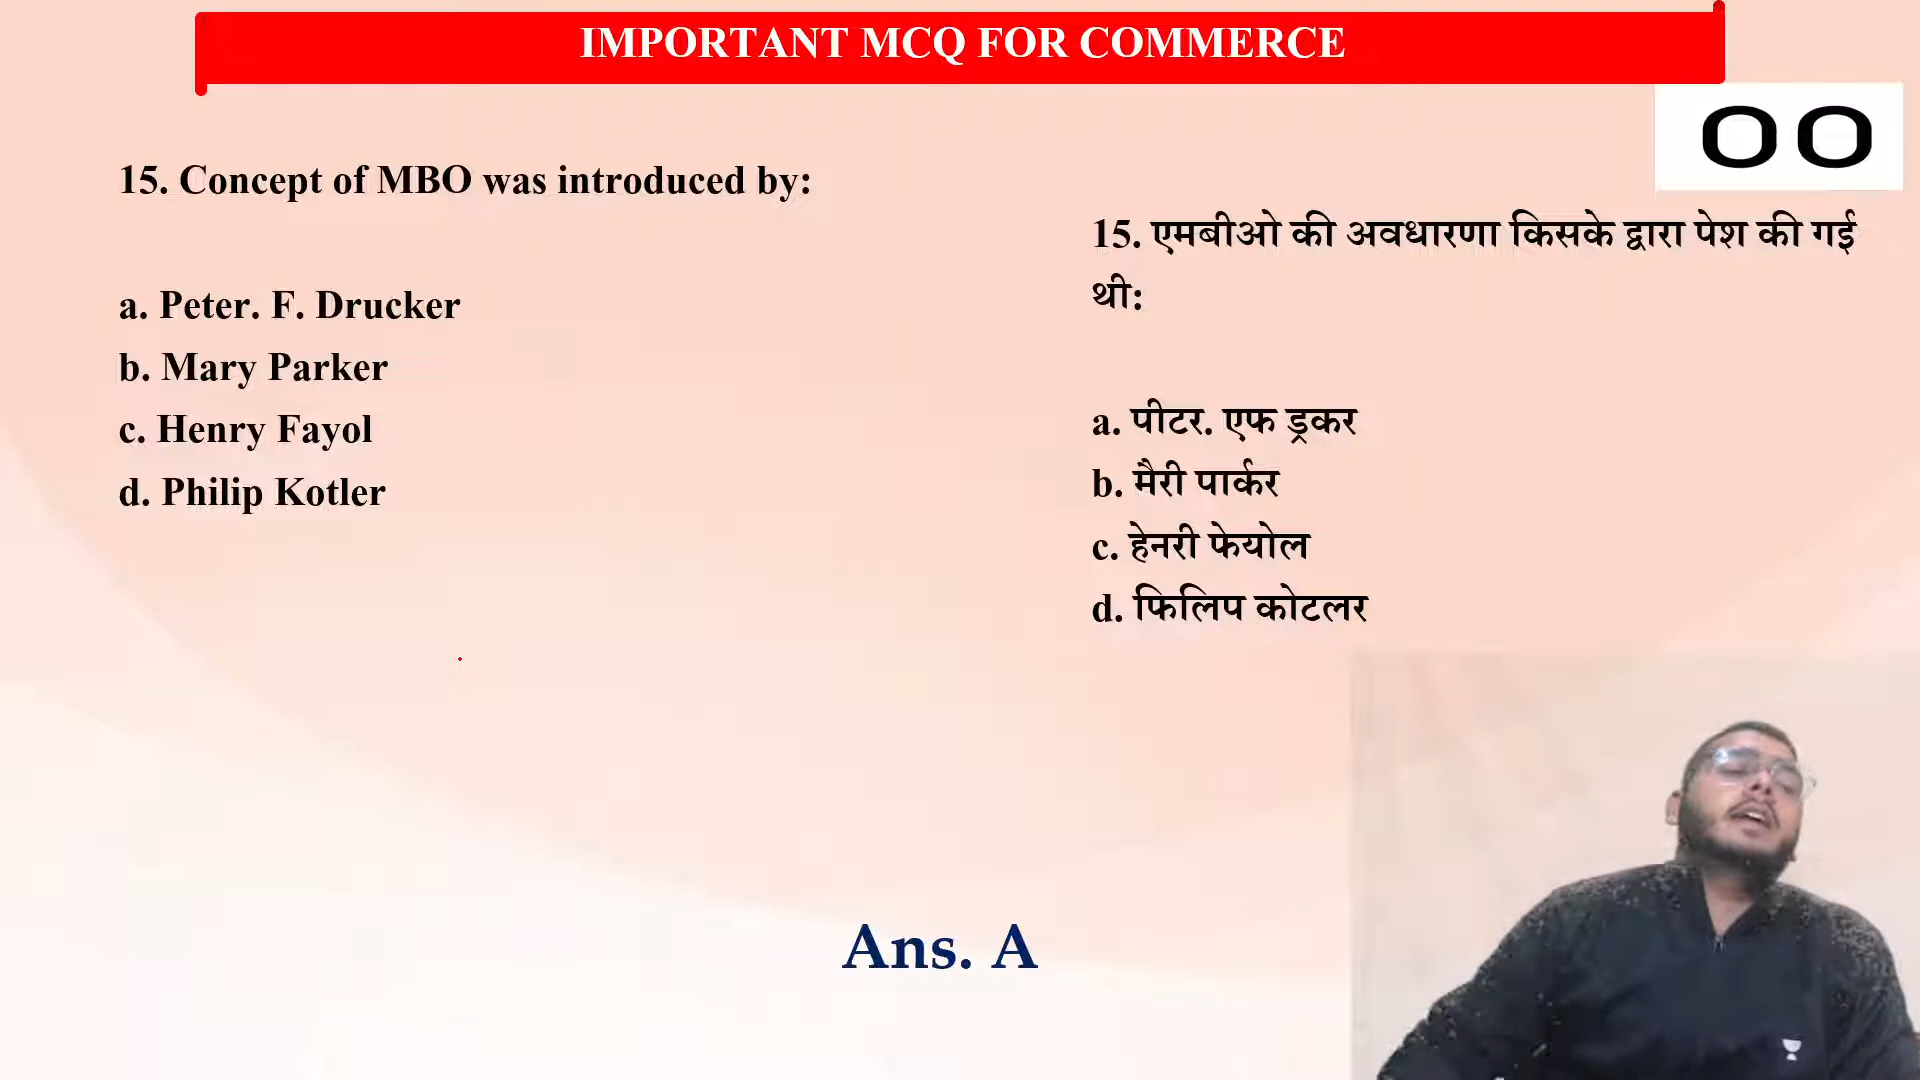 IMPORTANT MCQ FOR COMMERCE
00
15. Concept of MBO was introduced by:
a. Peter. F. Drucker
b. Mary Parker
c. Henry Fayol
d. Philip Kotler
15. एमबीओ की अवधारणा किसके द्वारा पेश की गई
थी:
a. पीटर. एफ ड्रकर
b. मैरी पार्कर
c. हेनरी फेयोल
d. फिलिप कोटलर
Ans. A